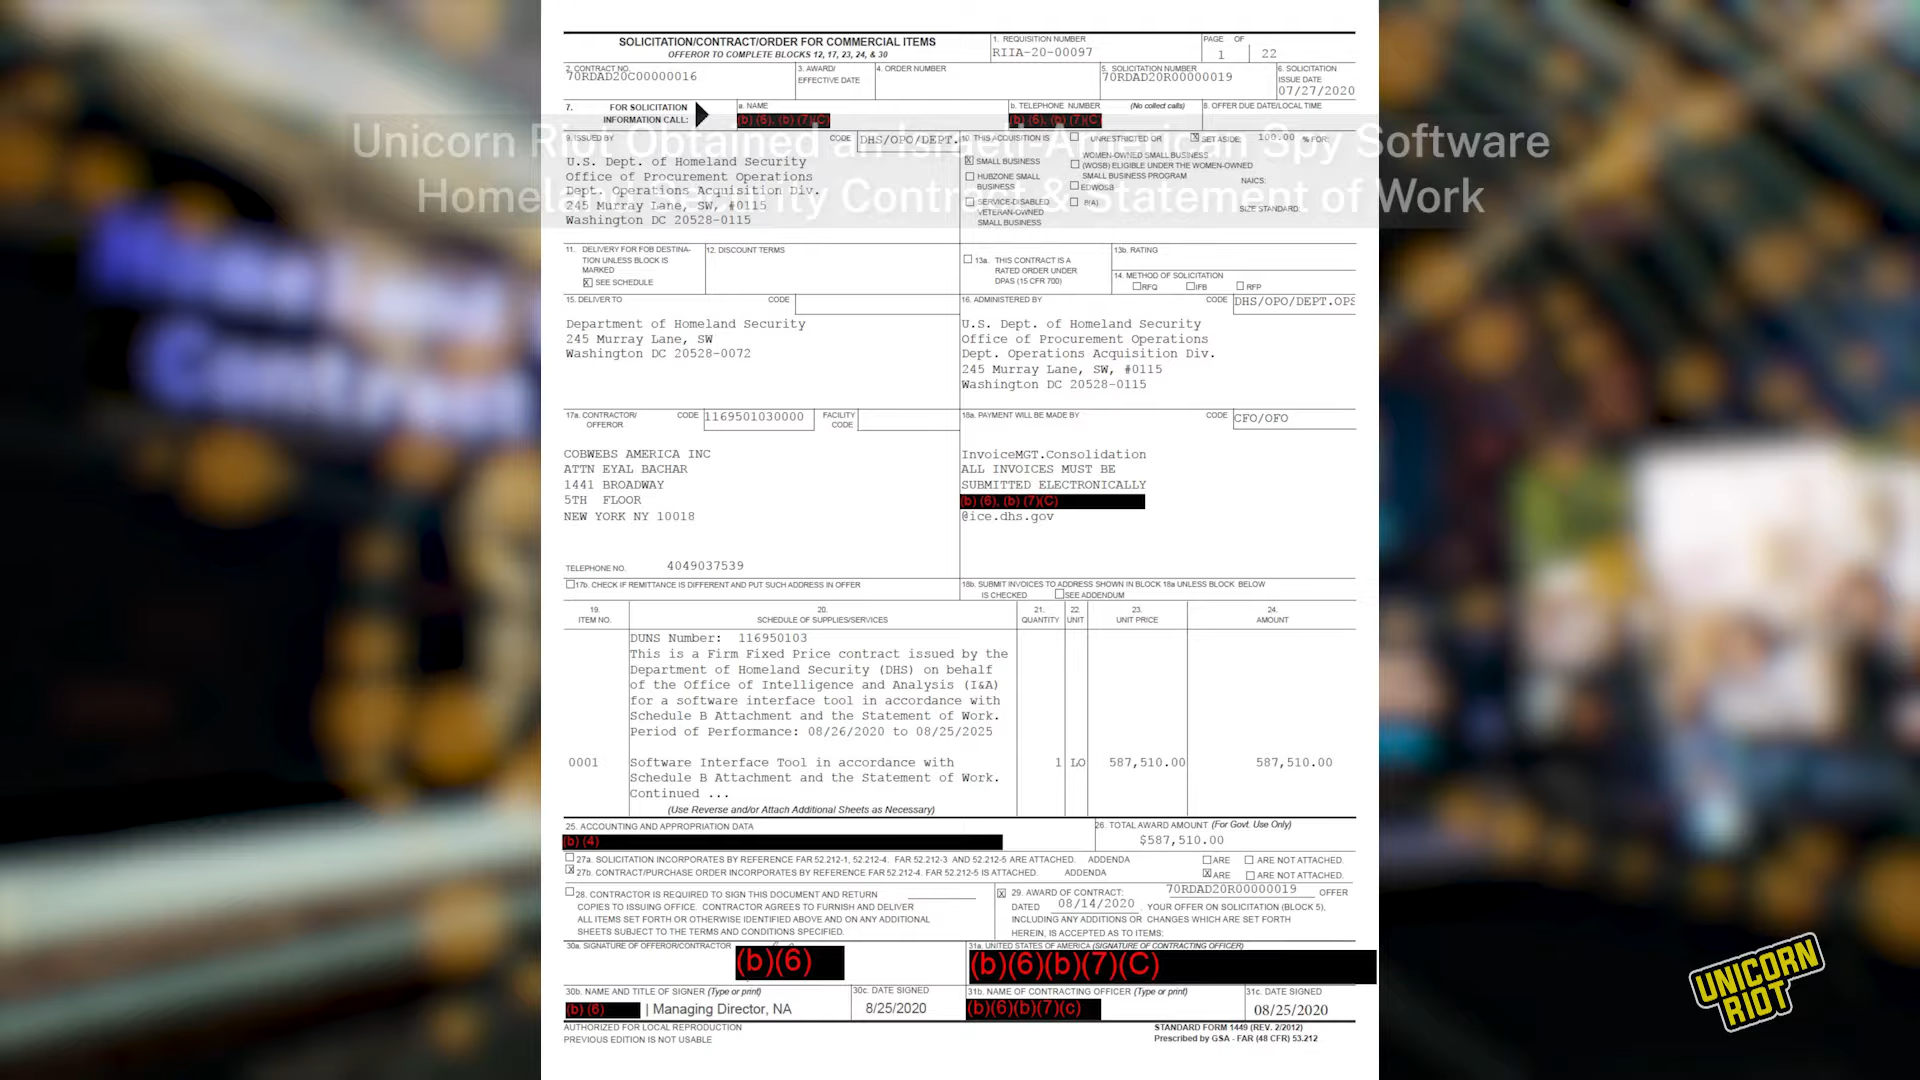 SOLICITATION/CONTRACT/ORDER FOR COMMERCIAL ITEMS
OFFEROR TO COMPLETE BLOCKS 12, 17, 23, 24, & 30
1. REQUISITION NUMBER
RIIA-20-00097
PAGE OF
1 22
2. CONTRACT NO.
70RDAD20C00000016
3. AWARD/
EFFECTIVE DATE
4. ORDER NUMBER
5. SOLICITATION NUMBER
70RDAD20R00000019
6. SOLICITATION
ISSUE DATE
07/27/2020
7. FOR SOLICITATION
INFORMATION CALL:
a. NAME
(b) (6), (b) (7)(C)
b. TELEPHONE NUMBER (No collect calls)
(b) (6), (b) (7)(C)
8. OFFER DUE DATE/LOCAL TIME
Unicorn Riot Obtained an Israeli-American Spy Software
Homeland Security Contract & Statement of Work
9. ISSUED BY CODE DHS/OPO/DEPT.
U.S. Dept. of Homeland Security
Office of Procurement Operations
Dept. Operations Acquisition Div.
245 Murray Lane, SW, #0115
Washington DC 20528-0115
10. THIS ACQUISITION IS UNRESTRICTED OR X SET ASIDE: 100.00 % FOR:
X SMALL BUSINESS
HUBZONE SMALL
BUSINESS
SERVICE-DISABLED
VETERAN-OWNED
SMALL BUSINESS
WOMEN-OWNED SMALL BUSINESS
(WOSB) ELIGIBLE UNDER THE WOMEN-OWNED
SMALL BUSINESS PROGRAM
EDWOSB
8(A)
NAICS:
SIZE STANDARD:
11. DELIVERY FOR FOB DESTINA-
TION UNLESS BLOCK IS
MARKED
X SEE SCHEDULE
12. DISCOUNT TERMS
13a. THIS CONTRACT IS A
RATED ORDER UNDER
DPAS (15 CFR 700)
13b. RATING
14. METHOD OF SOLICITATION
RFQ IFB RFP
15. DELIVER TO CODE
Department of Homeland Security
245 Murray Lane, SW
Washington DC 20528-0072
16. ADMINISTERED BY CODE DHS/OPO/DEPT.OPS
U.S. Dept. of Homeland Security
Office of Procurement Operations
Dept. Operations Acquisition Div.
245 Murray Lane, SW, #0115
Washington DC 20528-0115
17a. CONTRACTOR/
OFFEROR
CODE 1169501030000
FACILITY
CODE
COBWEBS AMERICA INC
ATTN EYAL BACHAR
1441 BROADWAY
5TH FLOOR
NEW YORK NY 10018
TELEPHONE NO. 4049037539
18a. PAYMENT WILL BE MADE BY CODE CFO/OFO
InvoiceMGT.Consolidation
ALL INVOICES MUST BE
SUBMITTED ELECTRONICALLY
(b) (6), (b) (7)(C)
@ice.dhs.gov
17b. CHECK IF REMITTANCE IS DIFFERENT AND PUT SUCH ADDRESS IN OFFER
18b. SUBMIT INVOICES TO ADDRESS SHOWN IN BLOCK 18a UNLESS BLOCK BELOW
IS CHECKED SEE ADDENDUM
19.
ITEM NO.
20.
SCHEDULE OF SUPPLIES/SERVICES
21.
QUANTITY
22.
UNIT
23.
UNIT PRICE
24.
AMOUNT
DUNS Number: 116950103
This is a Firm Fixed Price contract issued by the
Department of Homeland Security (DHS) on behalf
of the Office of Intelligence and Analysis (I&A)
for a software interface tool in accordance with
Schedule B Attachment and the Statement of Work.
Period of Performance: 08/26/2020 to 08/25/2025
0001 Software Interface Tool in accordance with 1 LO 587,510.00 587,510.00
Schedule B Attachment and the Statement of Work.
Continued ...
(Use Reverse and/or Attach Additional Sheets as Necessary)
25. ACCOUNTING AND APPROPRIATION DATA
(b) (4)
26. TOTAL AWARD AMOUNT (For Govt. Use Only)
$587,510.00
27a. SOLICITATION INCORPORATES BY REFERENCE FAR 52.212-1, 52.212-4. FAR 52.212-3 AND 52.212-5 ARE ATTACHED. ADDENDA ARE ARE NOT ATTACHED.
X 27b. CONTRACT/PURCHASE ORDER INCORPORATES BY REFERENCE FAR 52.212-4. FAR 52.212-5 IS ATTACHED. ADDENDA X ARE ARE NOT ATTACHED.
28. CONTRACTOR IS REQUIRED TO SIGN THIS DOCUMENT AND RETURN
COPIES TO ISSUING OFFICE. CONTRACTOR AGREES TO FURNISH AND DELIVER
ALL ITEMS SET FORTH OR OTHERWISE IDENTIFIED ABOVE AND ON ANY ADDITIONAL
SHEETS SUBJECT TO THE TERMS AND CONDITIONS SPECIFIED.
X 29. AWARD OF CONTRACT: 70RDAD20R00000019 OFFER
DATED 08/14/2020 . YOUR OFFER ON SOLICITATION (BLOCK 5),
INCLUDING ANY ADDITIONS OR CHANGES WHICH ARE SET FORTH
HEREIN, IS ACCEPTED AS TO ITEMS:
30a. SIGNATURE OF OFFEROR/CONTRACTOR
(b)(6)
31a. UNITED STATES OF AMERICA (SIGNATURE OF CONTRACTING OFFICER)
(b)(6)(b)(7)(C)
30b. NAME AND TITLE OF SIGNER (Type or print)
(b) (6) | Managing Director, NA
30c. DATE SIGNED
8/25/2020
31b. NAME OF CONTRACTING OFFICER (Type or print)
(b)(6)(b)(7)(c)
31c. DATE SIGNED
08/25/2020
AUTHORIZED FOR LOCAL REPRODUCTION
PREVIOUS EDITION IS NOT USABLE
STANDARD FORM 1449 (REV. 2/2012)
Prescribed by GSA - FAR (48 CFR) 53.212
UNICORN
RIOT